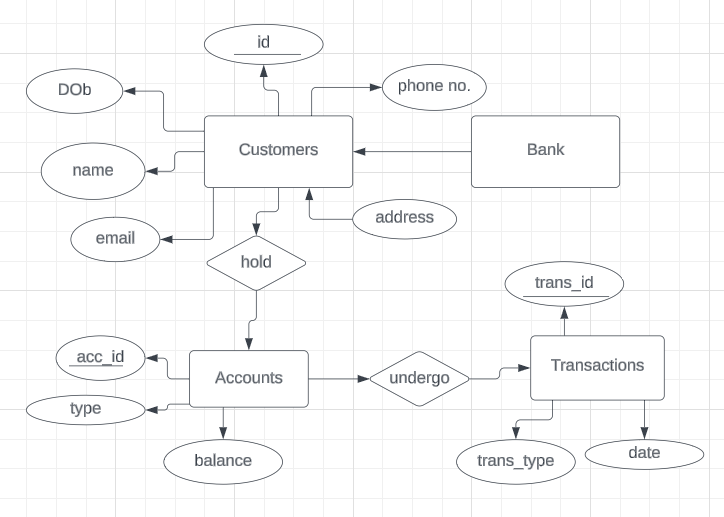 id
DOb
phone no.
Customers
Bank
name
address
email
hold
trans_id
acc_id
Transactions
Accounts
undergo
type
balance
trans_type
date